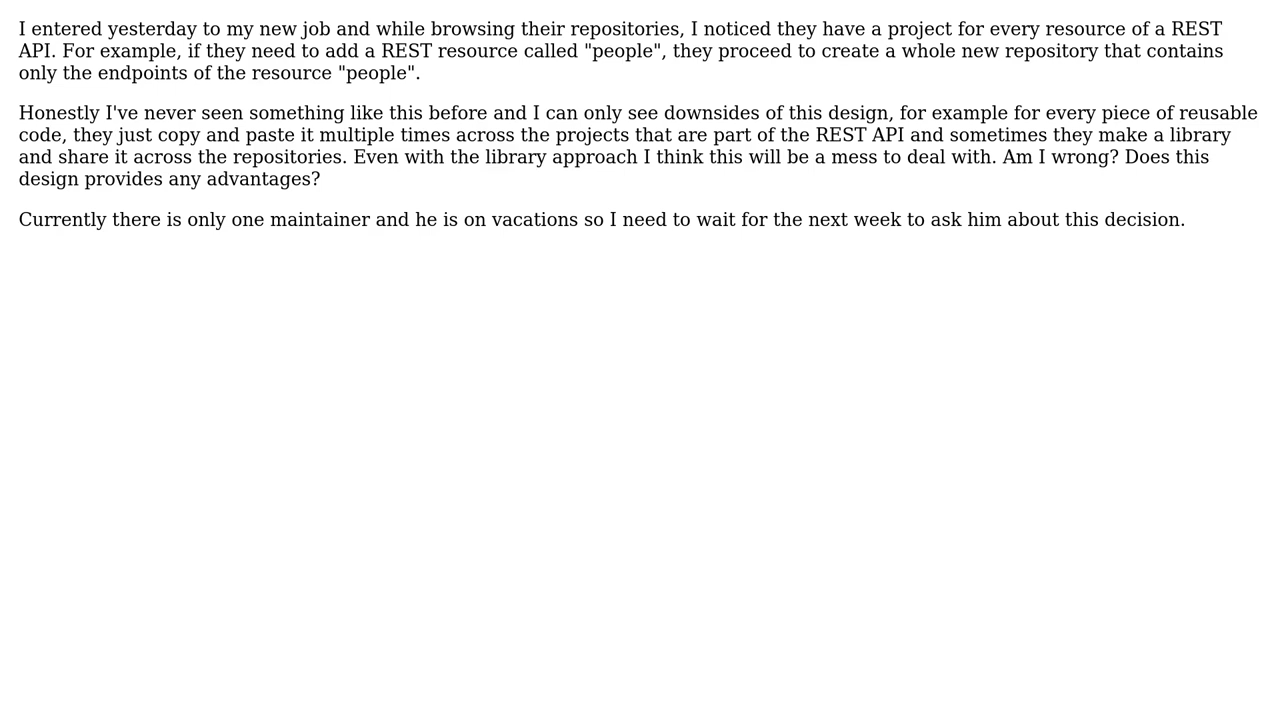 I entered yesterday to my new job and while browsing their repositories, I noticed they have a project for every resource of a REST
API. For example, if they need to add a REST resource called "people", they proceed to create a whole new repository that contains
only the endpoints of the resource "people".
Honestly I've never seen something like this before and I can only see downsides of this design, for example for every piece of reusable
code, they just copy and paste it multiple times across the projects that are part of the REST API and sometimes they make a library
and share it across the repositories. Even with the library approach I think this will be a mess to deal with. Am I wrong? Does this
design provides any advantages?
Currently there is only one maintainer and he is on vacations so I need to wait for the next week to ask him about this decision.